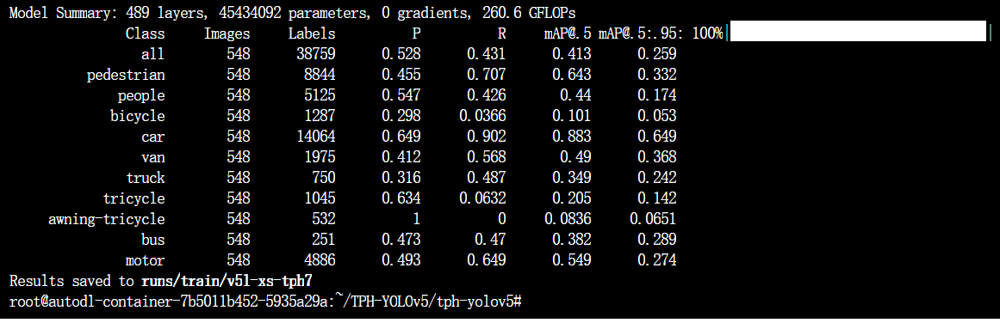 Model Summary: 489 layers, 45434092 parameters, 0 gradients, 260.6 GFLOPs
Class Images Labels P R mAP@.5 mAP@.5:.95: 100%
all 548 38759 0.528 0.431 0.413 0.259
pedestrian 548 8844 0.455 0.707 0.643 0.332
people 548 5125 0.547 0.426 0.44 0.174
bicycle 548 1287 0.298 0.0366 0.101 0.053
car 548 14064 0.649 0.902 0.883 0.649
van 548 1975 0.412 0.568 0.49 0.368
truck 548 750 0.316 0.487 0.349 0.242
tricycle 548 1045 0.634 0.0632 0.205 0.142
awning-tricycle 548 532 1 0 0.0836 0.0651
bus 548 251 0.473 0.47 0.382 0.289
motor 548 4886 0.493 0.649 0.549 0.274
Results saved to runs/train/v5l-xs-tph7
root@autodl-container-7b5011b452-5935a29a:~/TPH-YOLOv5/tph-yolov5#